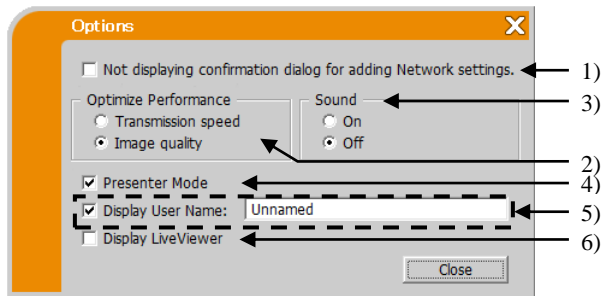 Options
Not displaying confirmation dialog for adding Network settings. 1)
Optimize Performance Sound 3)
Transmission speed On
Image quality Off
2)
Presenter Mode 4)
Display User Name: Unnamed 5)
Display LiveViewer 6)
Close